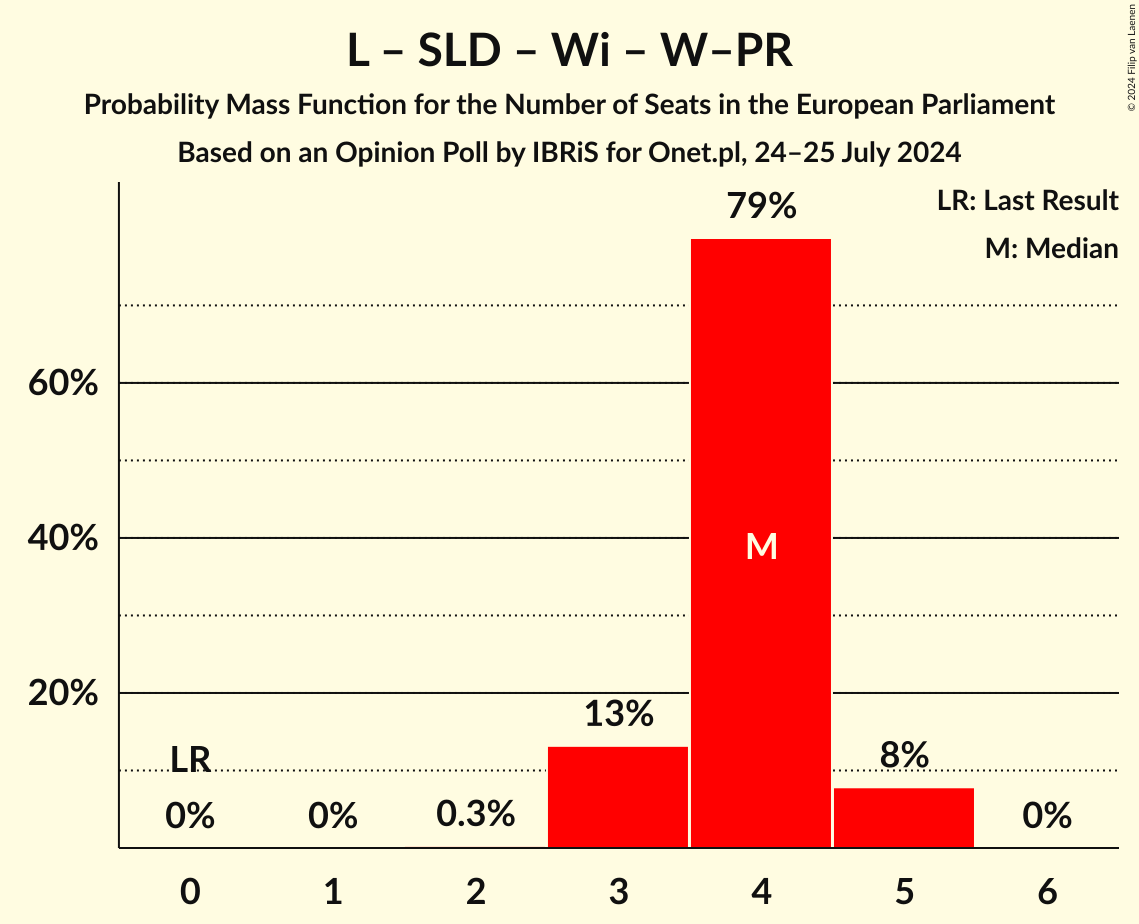 L – SLD – Wi – W–PR
Probability Mass Function for the Number of Seats in the European Parliament
Based on an Opinion Poll by IBRiS for Onet.pl, 24–25 July 2024
© 2024 Filip van Laenen
LR: Last Result
M: Median
79%
60%
40%
M
20%
13%
LR
8%
0%
0%
0.3%
0%
0
1
2
3
4
5
6